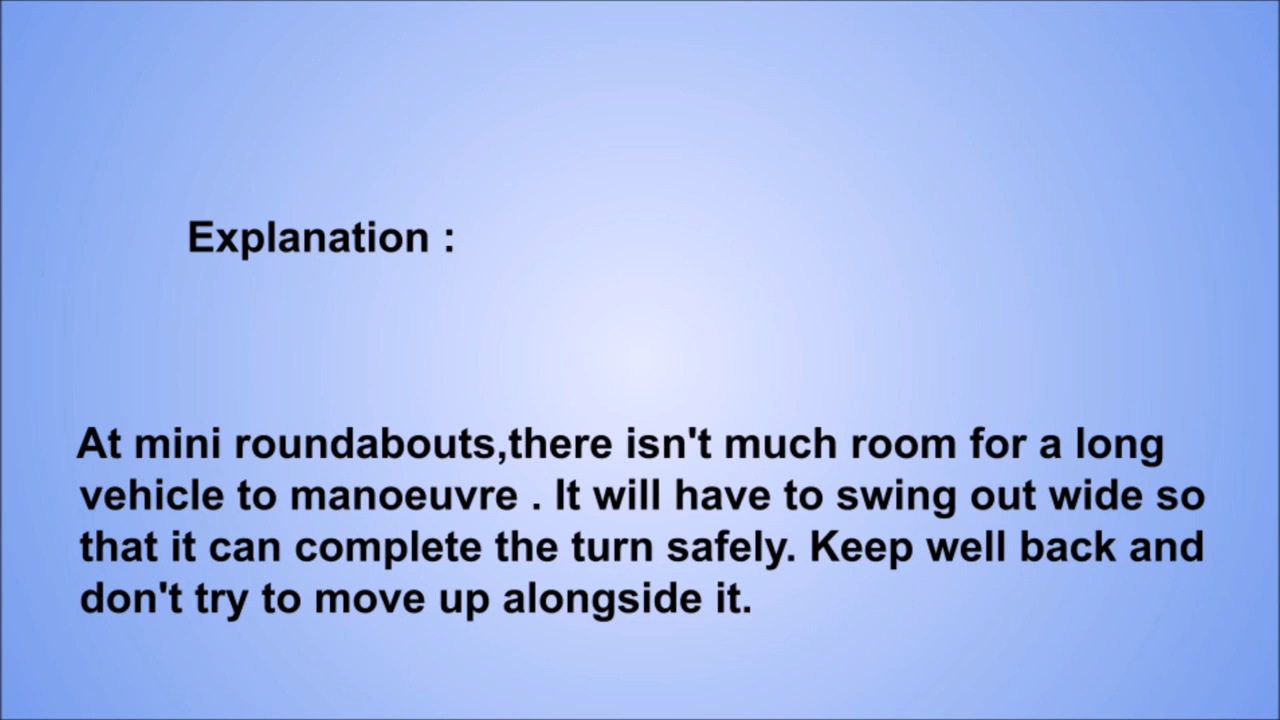 Explanation :
At mini roundabouts,there isn't much room for a long
vehicle to manoeuvre . It will have to swing out wide so
that it can complete the turn safely. Keep well back and
don't try to move up alongside it.